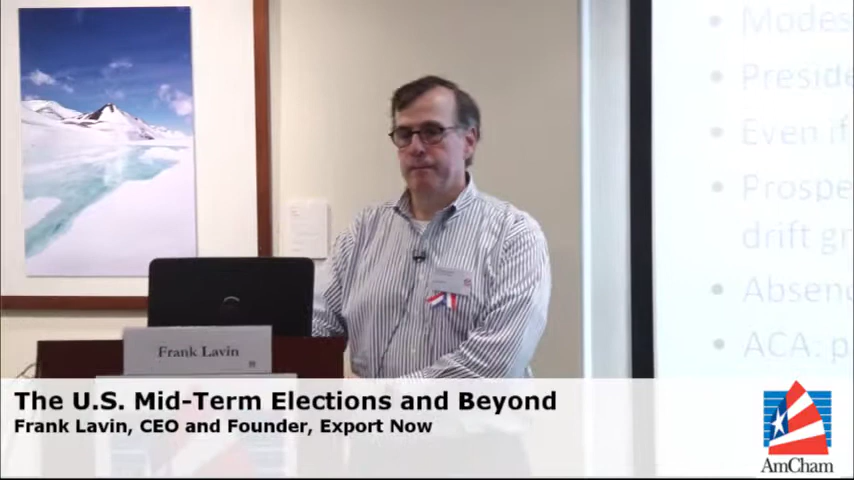 Modes
Preside
Even if
Prospe
drift gr
Absenc
ACA: p
Frank Lavin
The U.S. Mid-Term Elections and Beyond
Frank Lavin, CEO and Founder, Export Now
AmCham